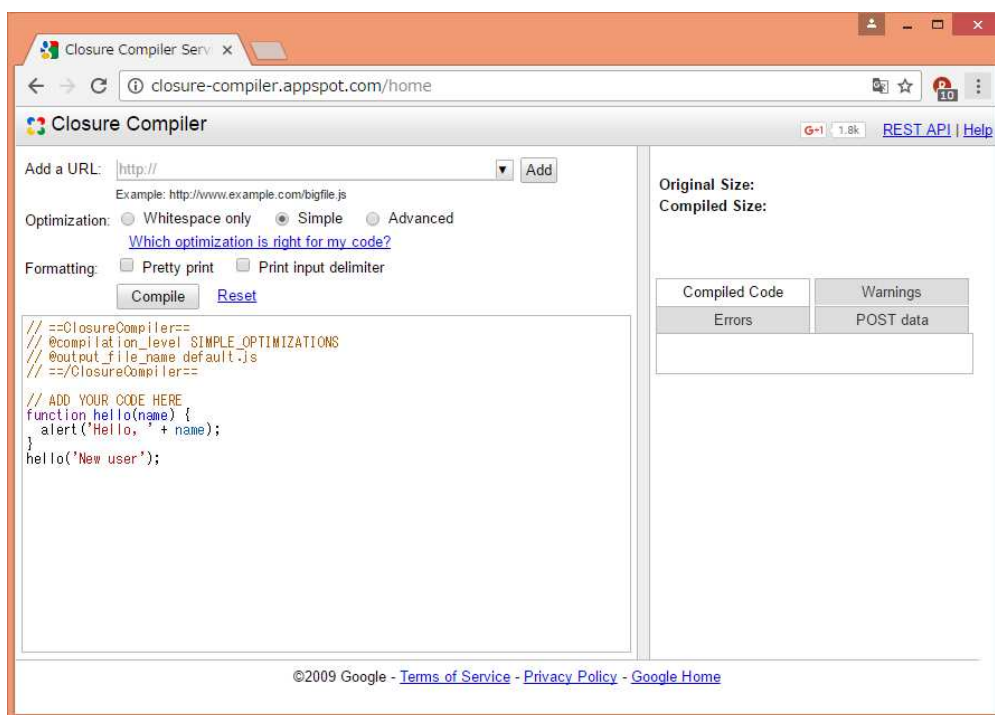 Closure Compiler Serv
closure-compiler.appspot.com/home
10
Closure Compiler
G+1 1.8k REST API | Help
Add a URL: http:// Add
Example: http://www.example.com/bigfile.js
Optimization: Whitespace only Simple Advanced
Which optimization is right for my code?
Formatting: Pretty print Print input delimiter
Compile Reset
// ==ClosureCompiler==
// @compilation_level SIMPLE_OPTIMIZATIONS
// @output_file_name default.js
// ==/ClosureCompiler==
// ADD YOUR CODE HERE
function hello(name) {
alert('Hello, ' + name);
}
hello('New user');
Original Size:
Compiled Size:
Compiled Code Warnings
Errors POST data
©2009 Google - Terms of Service - Privacy Policy - Google Home